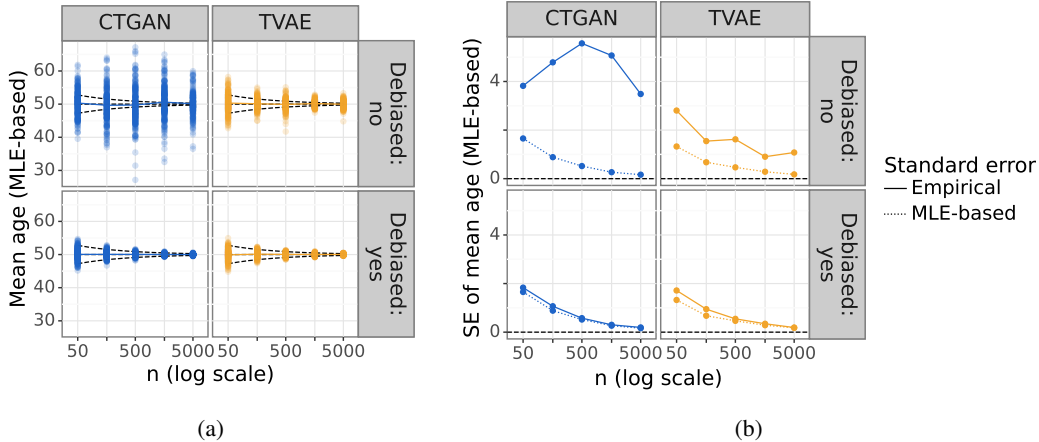 CTGAN
TVAE
Mean age (MLE-based)
60
50
40
30
Debiased:
no
60
50
40
30
Debiased:
yes
50 500 5000 50 500 5000
n (log scale)
(a)
CTGAN
TVAE
SE of mean age (MLE-based)
4
0
Debiased:
no
4
0
Debiased:
yes
50 500 5000 50 500 5000
n (log scale)
(b)
Standard error
Empirical
MLE-based